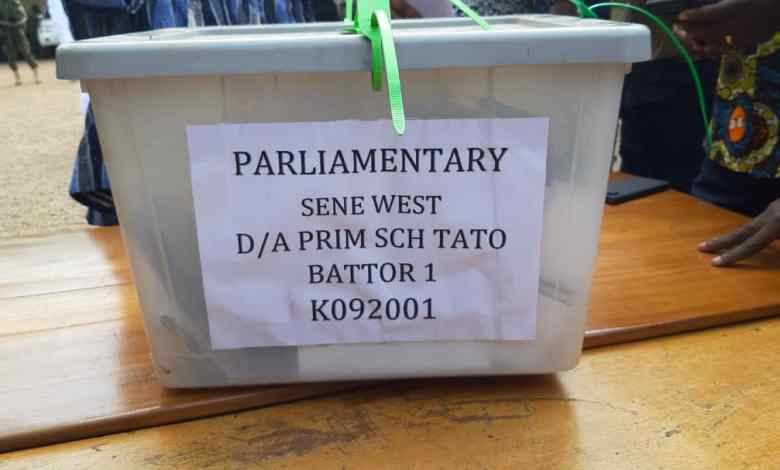 PARLIAMENTARY
SENE WEST
D/A PRIM SCH TATO
BATTOR 1
K092001